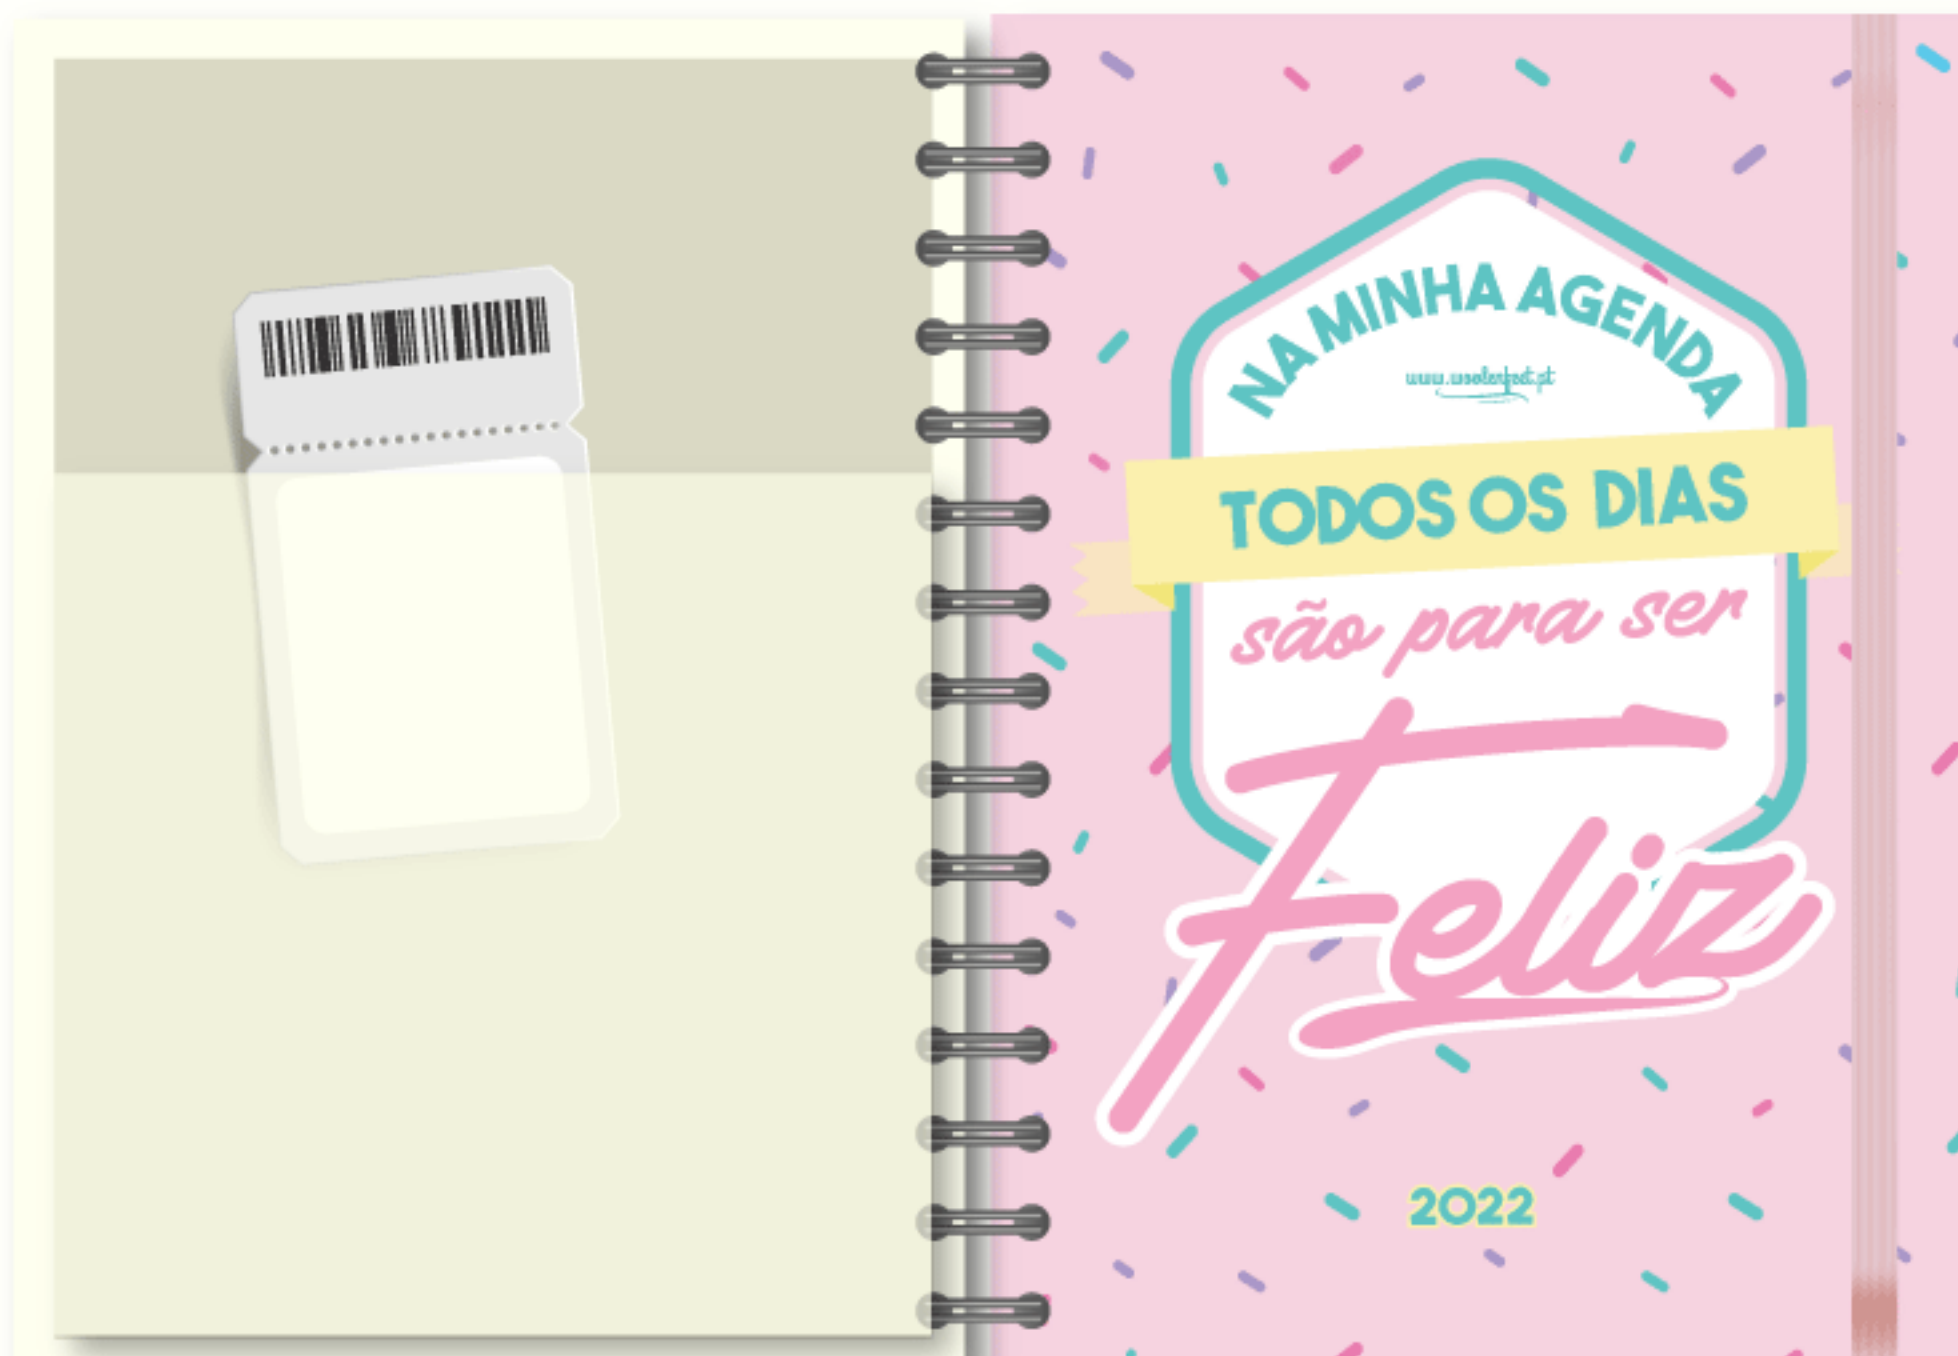 NA MINHA AGENDA
TODOS OS DIAS
são para ser
Feliz
2022